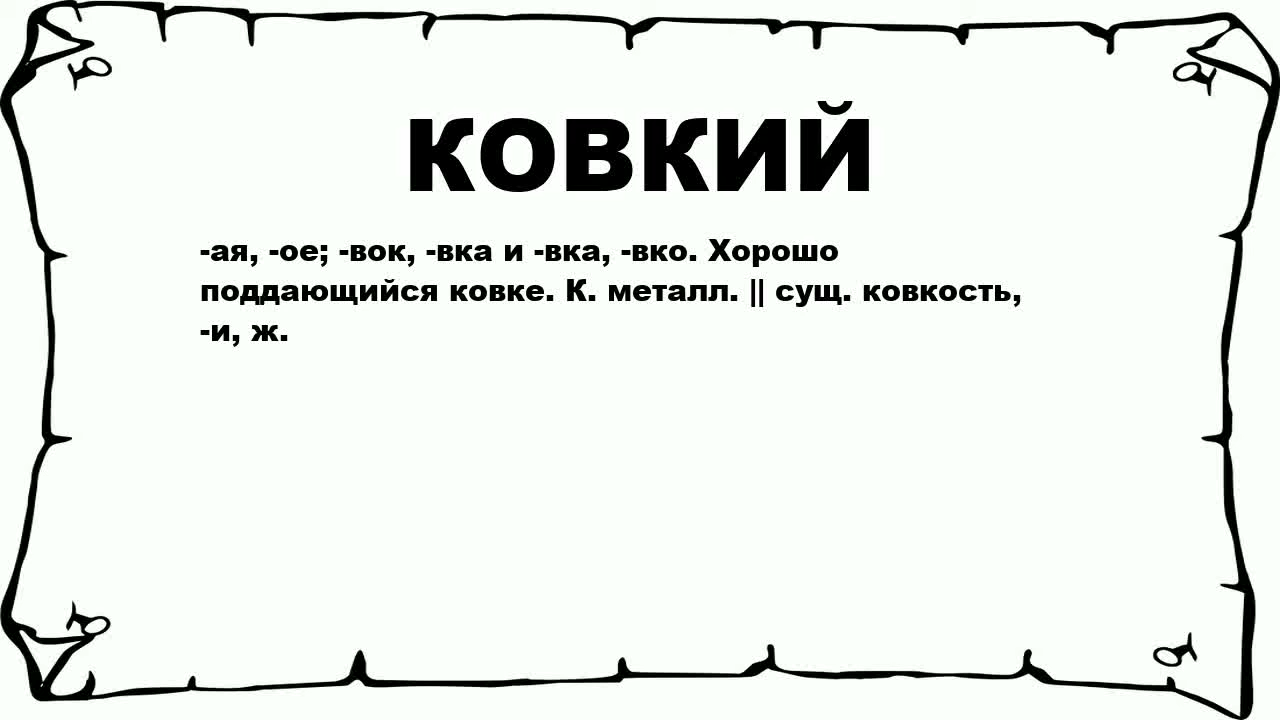 КОВКИЙ
-ая, -ое; -вок, -вка и -вка, -вко. Хорошо
поддающийся ковке. К. металл. || сущ. ковкость,
-и, ж.